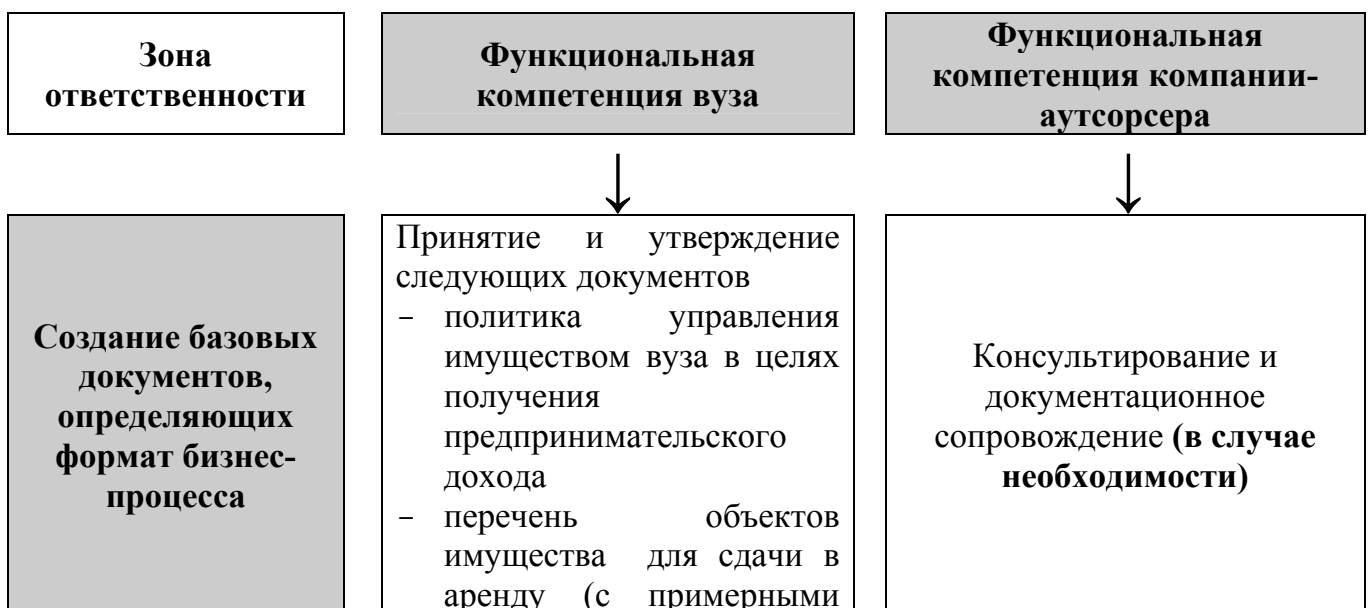 Зона
ответственности
Функциональная
компетенция вуза
Функциональная
компетенция компании-
аутсорсера
Создание базовых
документов,
определяющих
формат бизнес-
процесса
Принятие и утверждение
следующих документов
- политика управления
имуществом вуза в целях
получения
предпринимательского
дохода
- перечень объектов
имущества для сдачи в
аренду (с примерными
Консультирование и
документационное
сопровождение (в случае
необходимости)